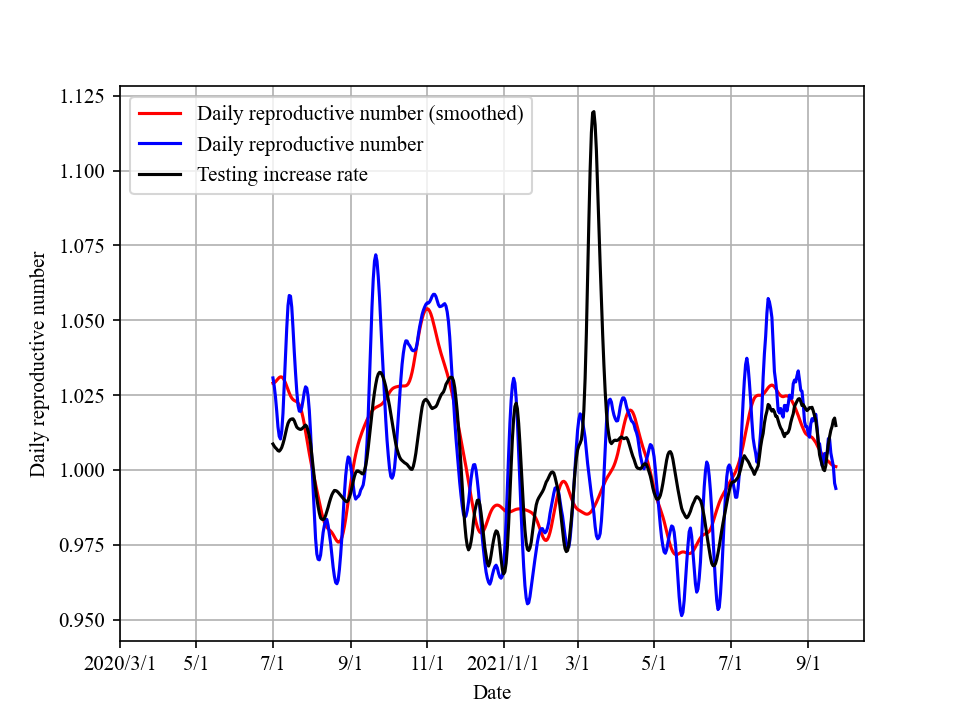 Daily reproductive number (smoothed)
Daily reproductive number
Testing increase rate
Daily reproductive number
1.125
1.100
1.075
1.050
1.025
1.000
0.975
0.950
2020/3/1 5/1 7/1 9/1 11/1 2021/1/1 3/1 5/1 7/1 9/1
Date